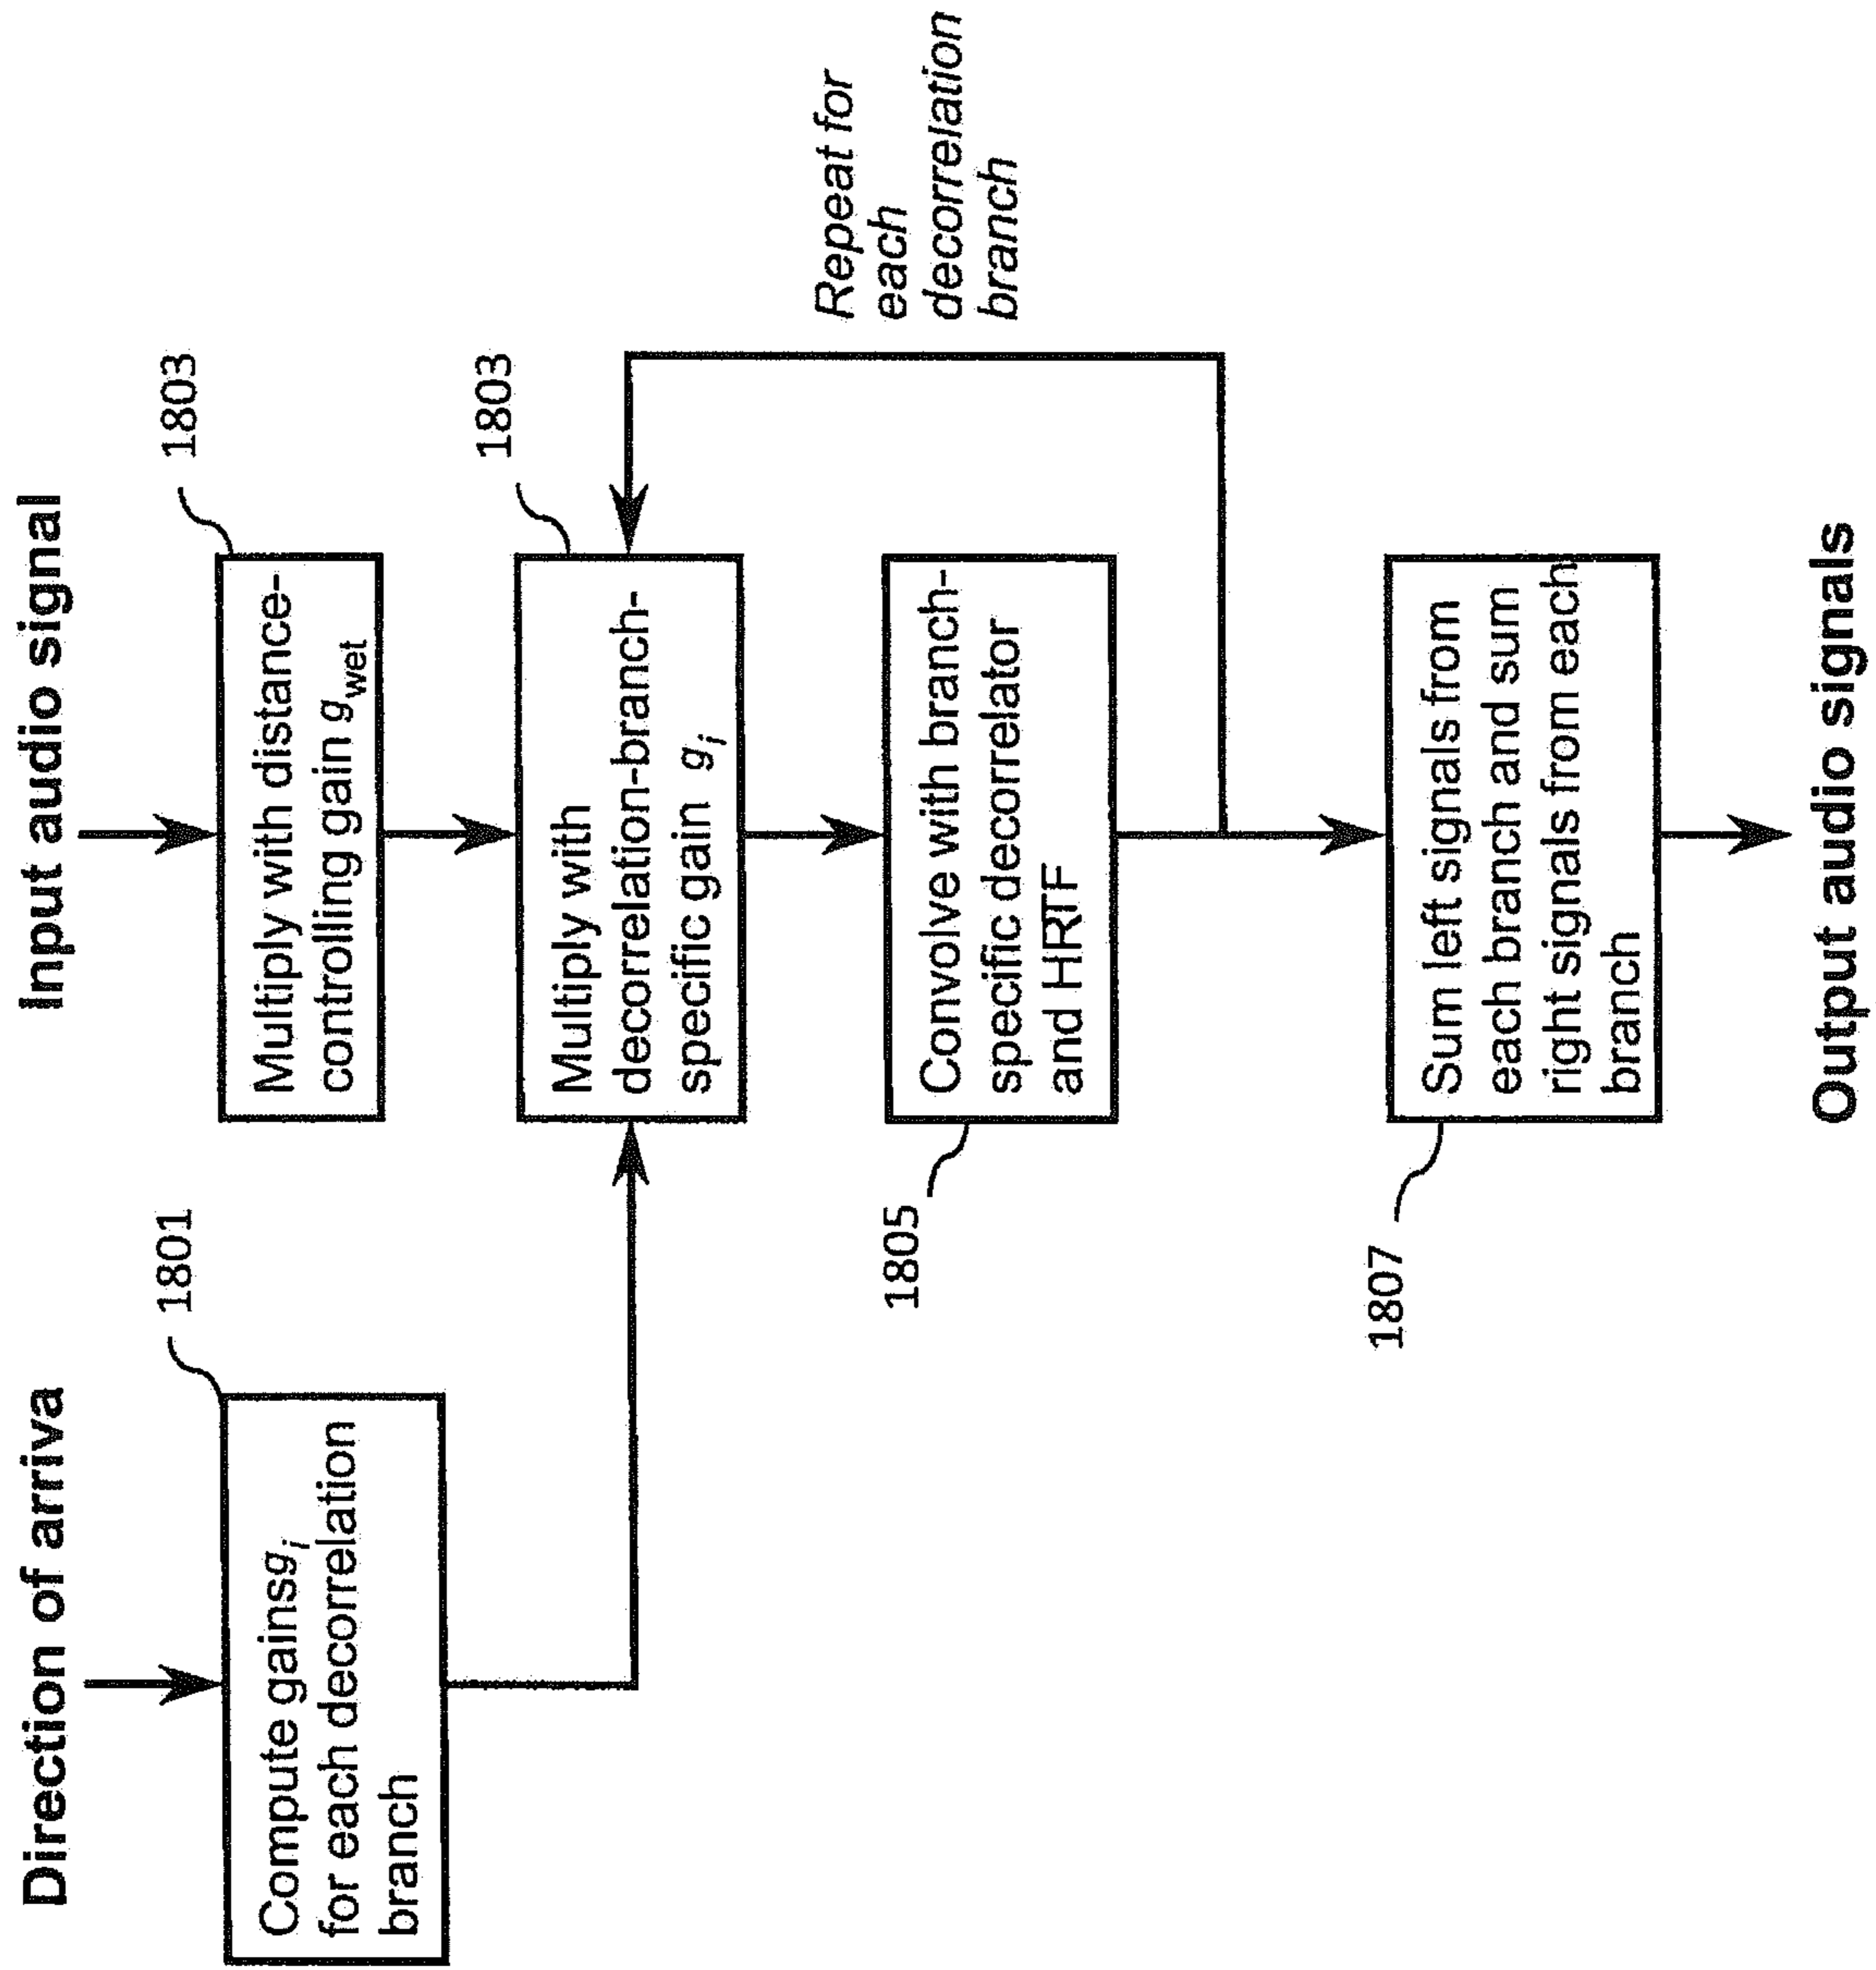 Direction of arriva
Input audio signal
1801
Compute gains gᵢ
for each decorrelation
branch
1803
Multiply with distance-
controlling gain g_wet
1803
Multiply with
decorrelation-branch-
specific gain gᵢ
Repeat for
each
decorrelation
branch
1805
Convolve with branch-
specific decorrelator
and HRTF
1807
Sum left signals from
each branch and sum
right signals from each
branch
Output audio signals